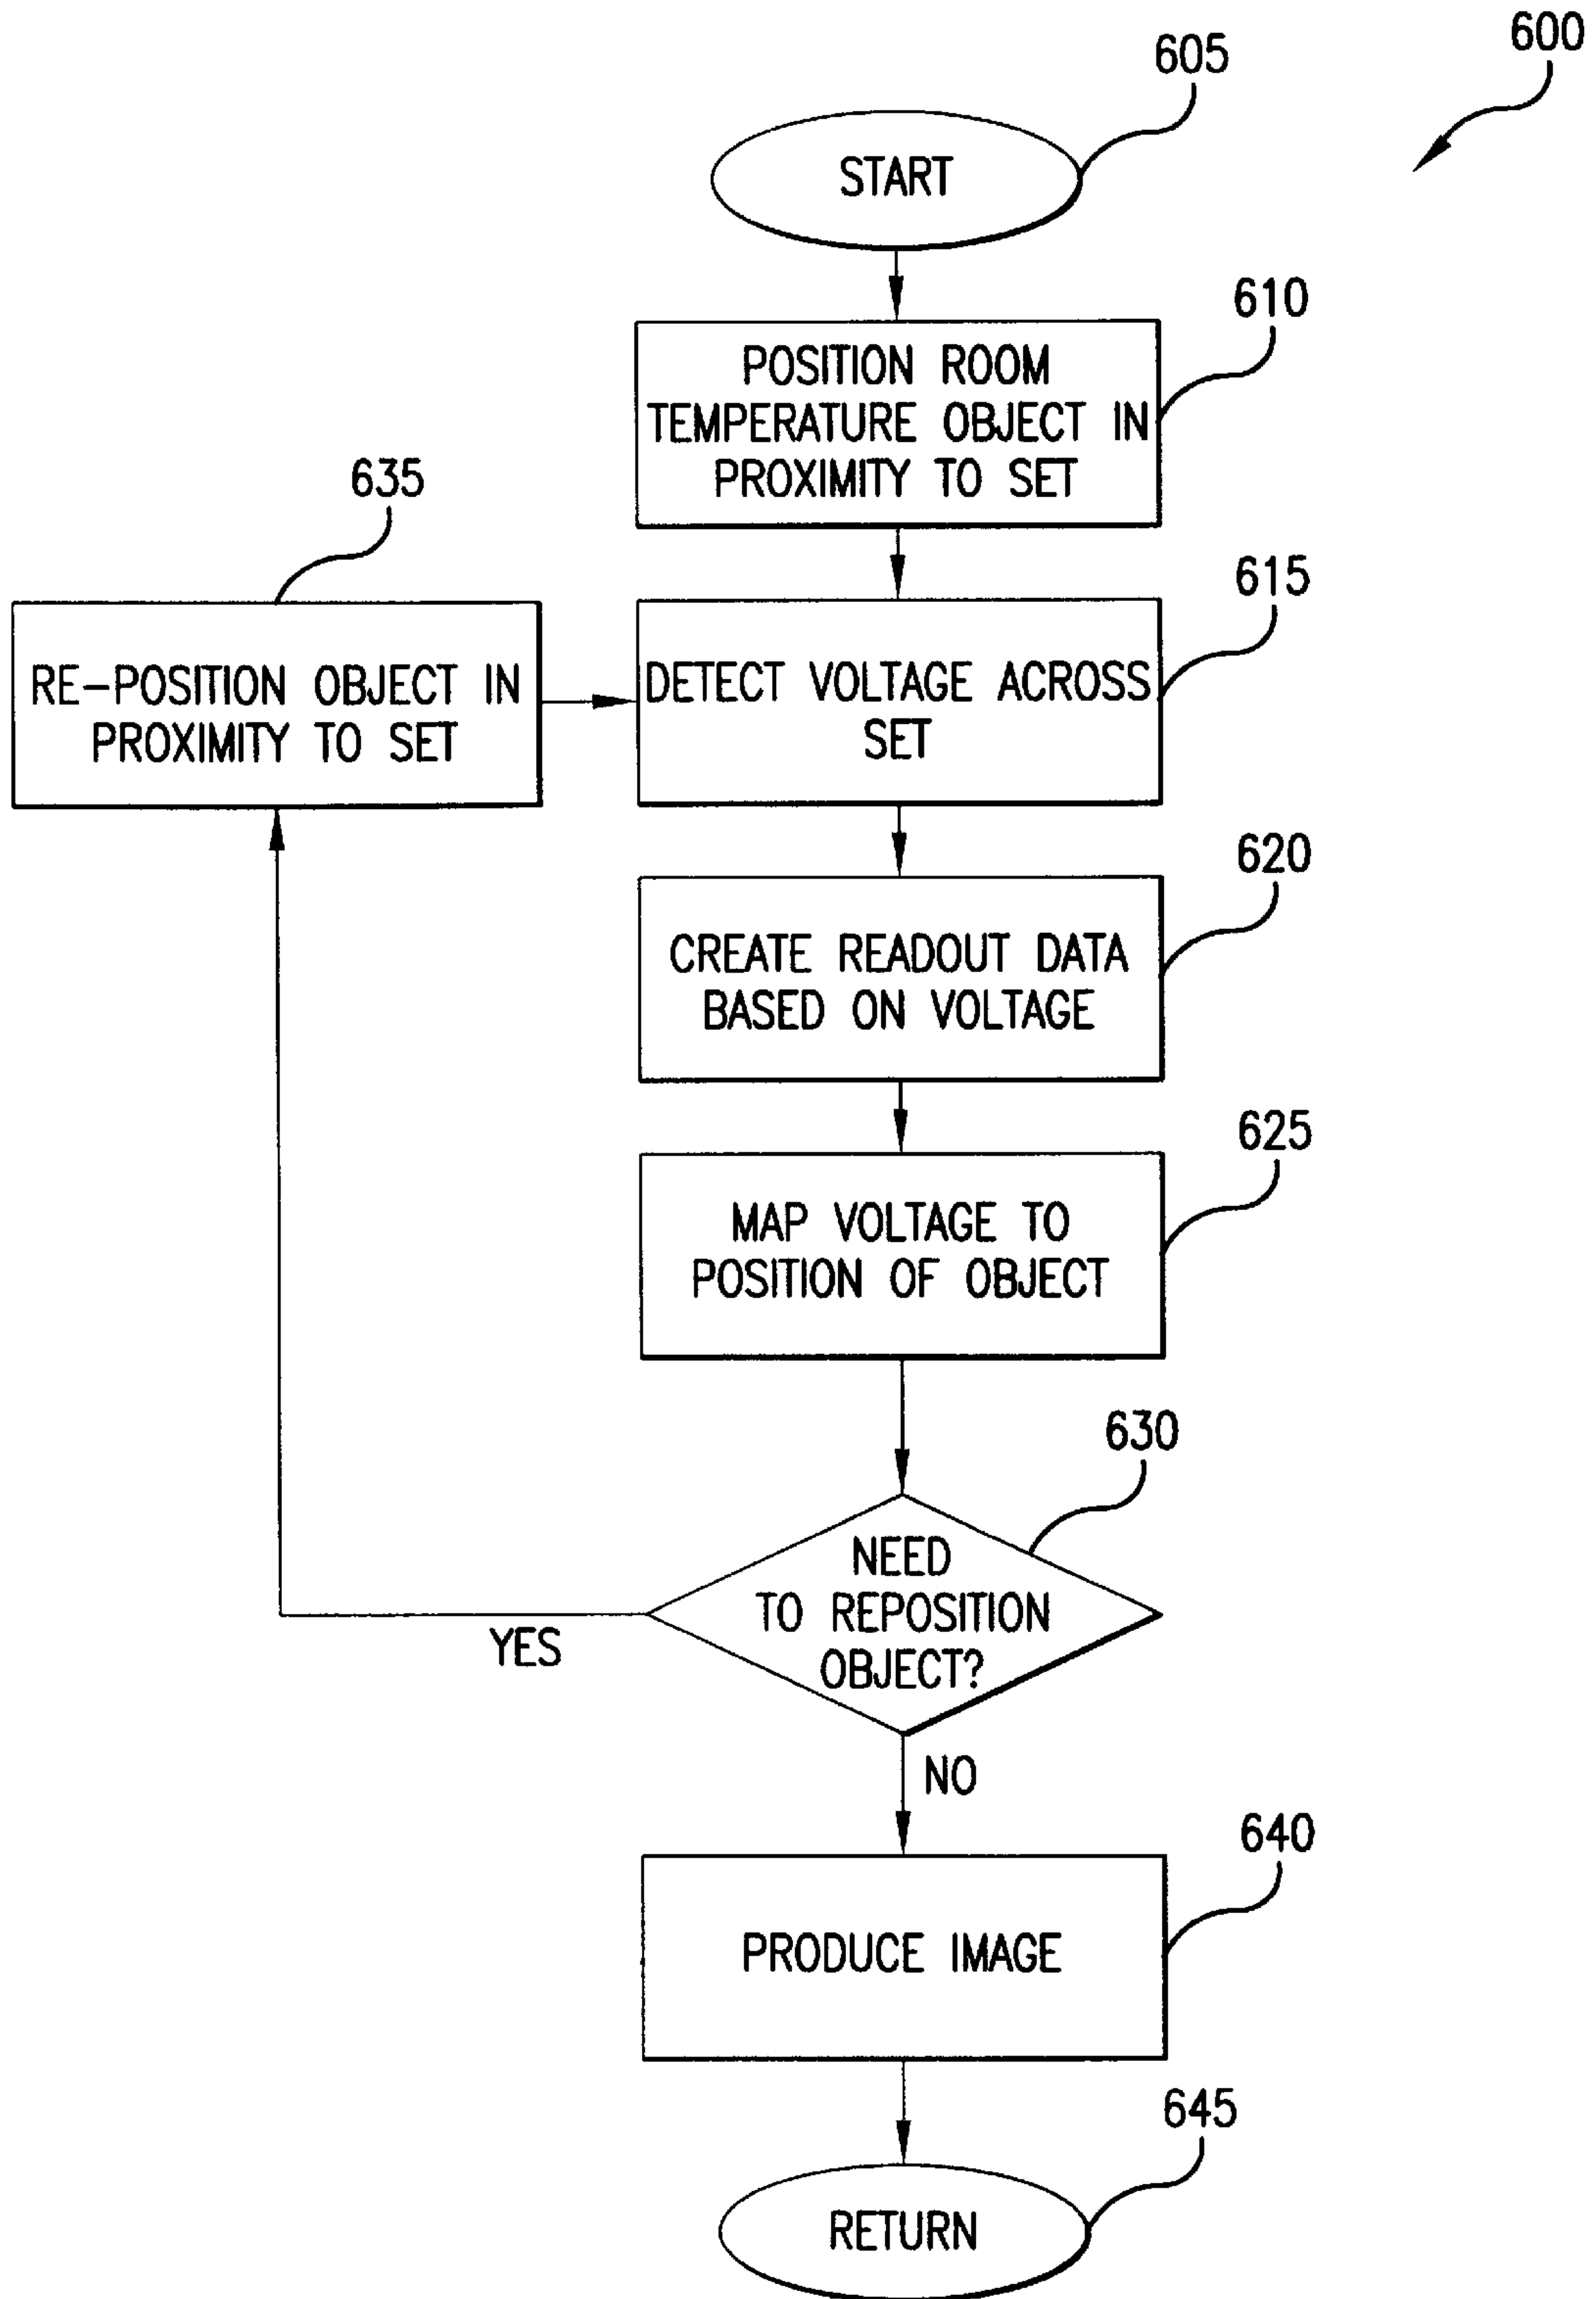 600
605
START
610
POSITION ROOM
TEMPERATURE OBJECT IN
PROXIMITY TO SET
635
615
RE-POSITION OBJECT IN
PROXIMITY TO SET
DETECT VOLTAGE ACROSS
SET
620
CREATE READOUT DATA
BASED ON VOLTAGE
625
MAP VOLTAGE TO
POSITION OF OBJECT
630
NEED
TO REPOSITION
OBJECT?
YES
NO
640
PRODUCE IMAGE
645
RETURN